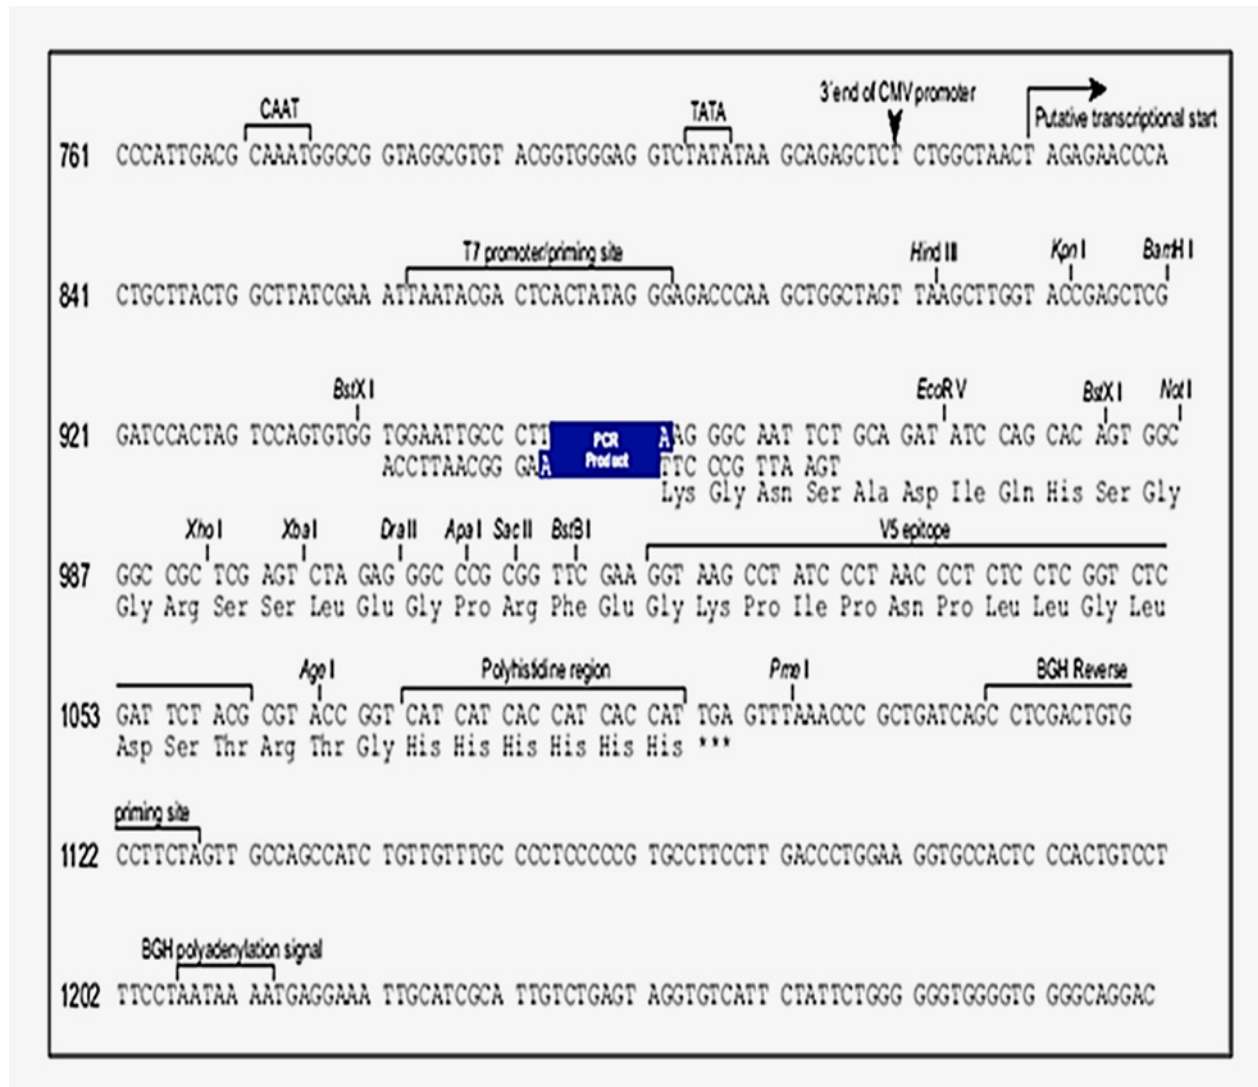 CAAT TATA 3´end of CMV promoter Putative transcriptional start
761 CCCATTGACG CAAATGGGCG GTAGGCGTGT ACGGTGGGAG GTCTATATAA GCAGAGCTCT CTGGCTAACT AGAGAACCCA
T7 promoter/priming site Hind III Kpn I BamH I
841 CTGCTTACTG GCTTATCGAA ATTAATACGA CTCACTATAG GGAGACCCAA GCTGGCTAGT TAAGCTTGGT ACCGAGCTCG
BstX I EcoR V BstX I Not I
921 GATCCACTAG TCCAGTGTGG TGGAATTGCC CTT PCR AAG GGC AAT TCT GCA GAT ATC CAG CAC AGT GGC
ACCTTAACGG GAA Product TTC CCG TTA AGT
Lys Gly Asn Ser Ala Asp Ile Gln His Ser Gly
Xho I Xba I Dra II Apa I Sac II BstB I V5 epitope
987 GGC CGC TCG AGT CTA GAG GGC CCG CGG TTC GAA GGT AAG CCT ATC CCT AAC CCT CTC CTC GGT CTC
Gly Arg Ser Ser Leu Glu Gly Pro Arg Phe Glu Gly Lys Pro Ile Pro Asn Pro Leu Leu Gly Leu
Age I Polyhistidine region Pme I BGH Reverse
1053 GAT TCT ACG CGT ACC GGT CAT CAT CAC CAT CAC CAT TGA GTTTAAACCC GCTGATCAGC CTCGACTGTG
Asp Ser Thr Arg Thr Gly His His His His His His ***
priming site
1122 CCTTCTAGTT GCCAGCCATC TGTTGTTTGC CCCTCCCCCG TGCCTTCCTT GACCCTGGAA GGTGCCACTC CCACTGTCCT
BGH polyadenylation signal
1202 TTCCTAATAA AATGAGGAAA TTGCATCGCA TTGTCTGAGT AGGTGTCATT CTATTCTGGG GGGTGGGGTG GGGCAGGAC